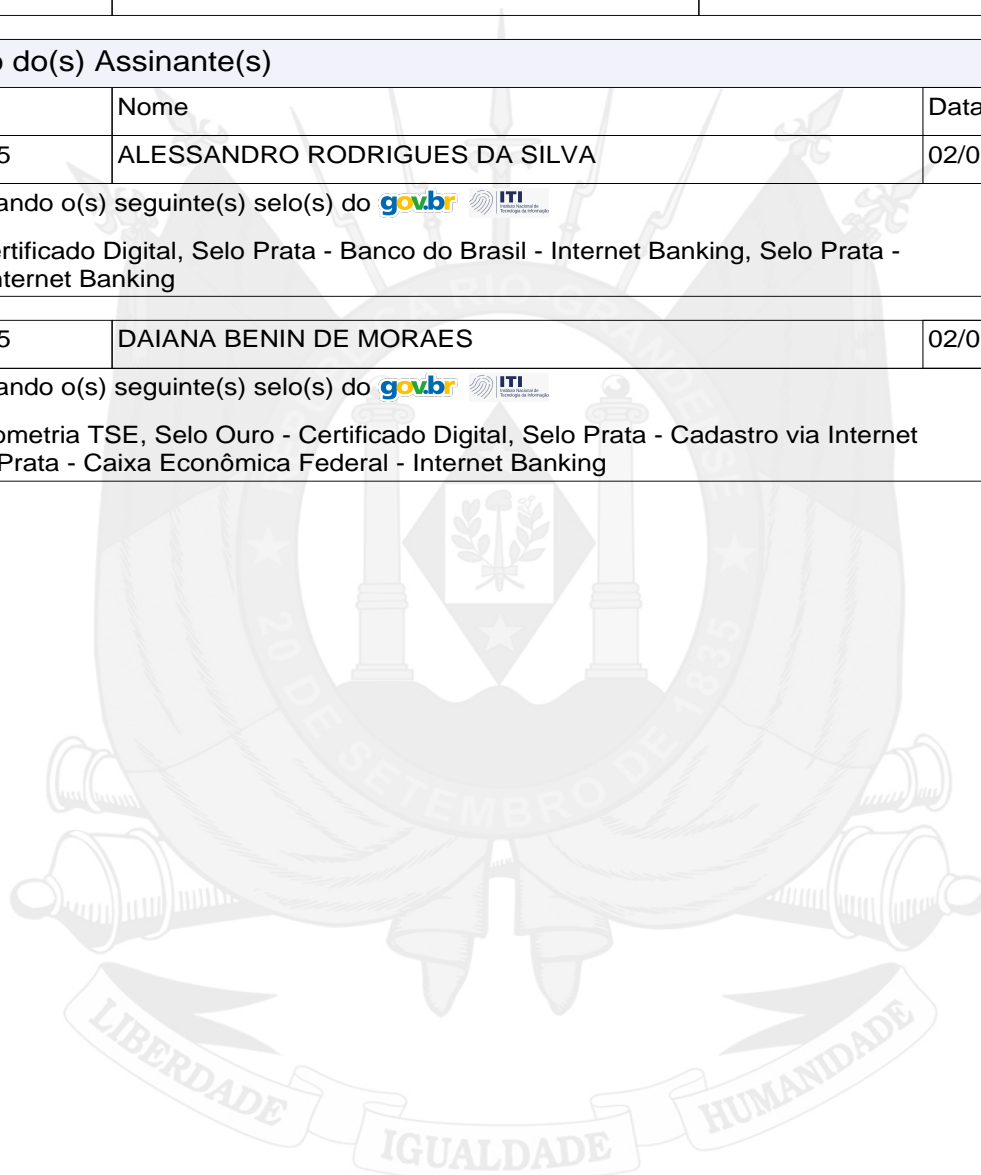 o do(s) Assinante(s)
Nome Data
5 ALESSANDRO RODRIGUES DA SILVA 02/0
ando o(s) seguinte(s) selo(s) do gov.br ITI
ertificado Digital, Selo Prata - Banco do Brasil - Internet Banking, Selo Prata -
nternet Banking
5 DAIANA BENIN DE MORAES 02/0
ando o(s) seguinte(s) selo(s) do gov.br ITI
ometria TSE, Selo Ouro - Certificado Digital, Selo Prata - Cadastro via Internet
Prata - Caixa Econômica Federal - Internet Banking
REPÚBLICA RIO GRANDENSE
20 DE SETEMBRO DE 1835
LIBERDADE IGUALDADE HUMANIDADE